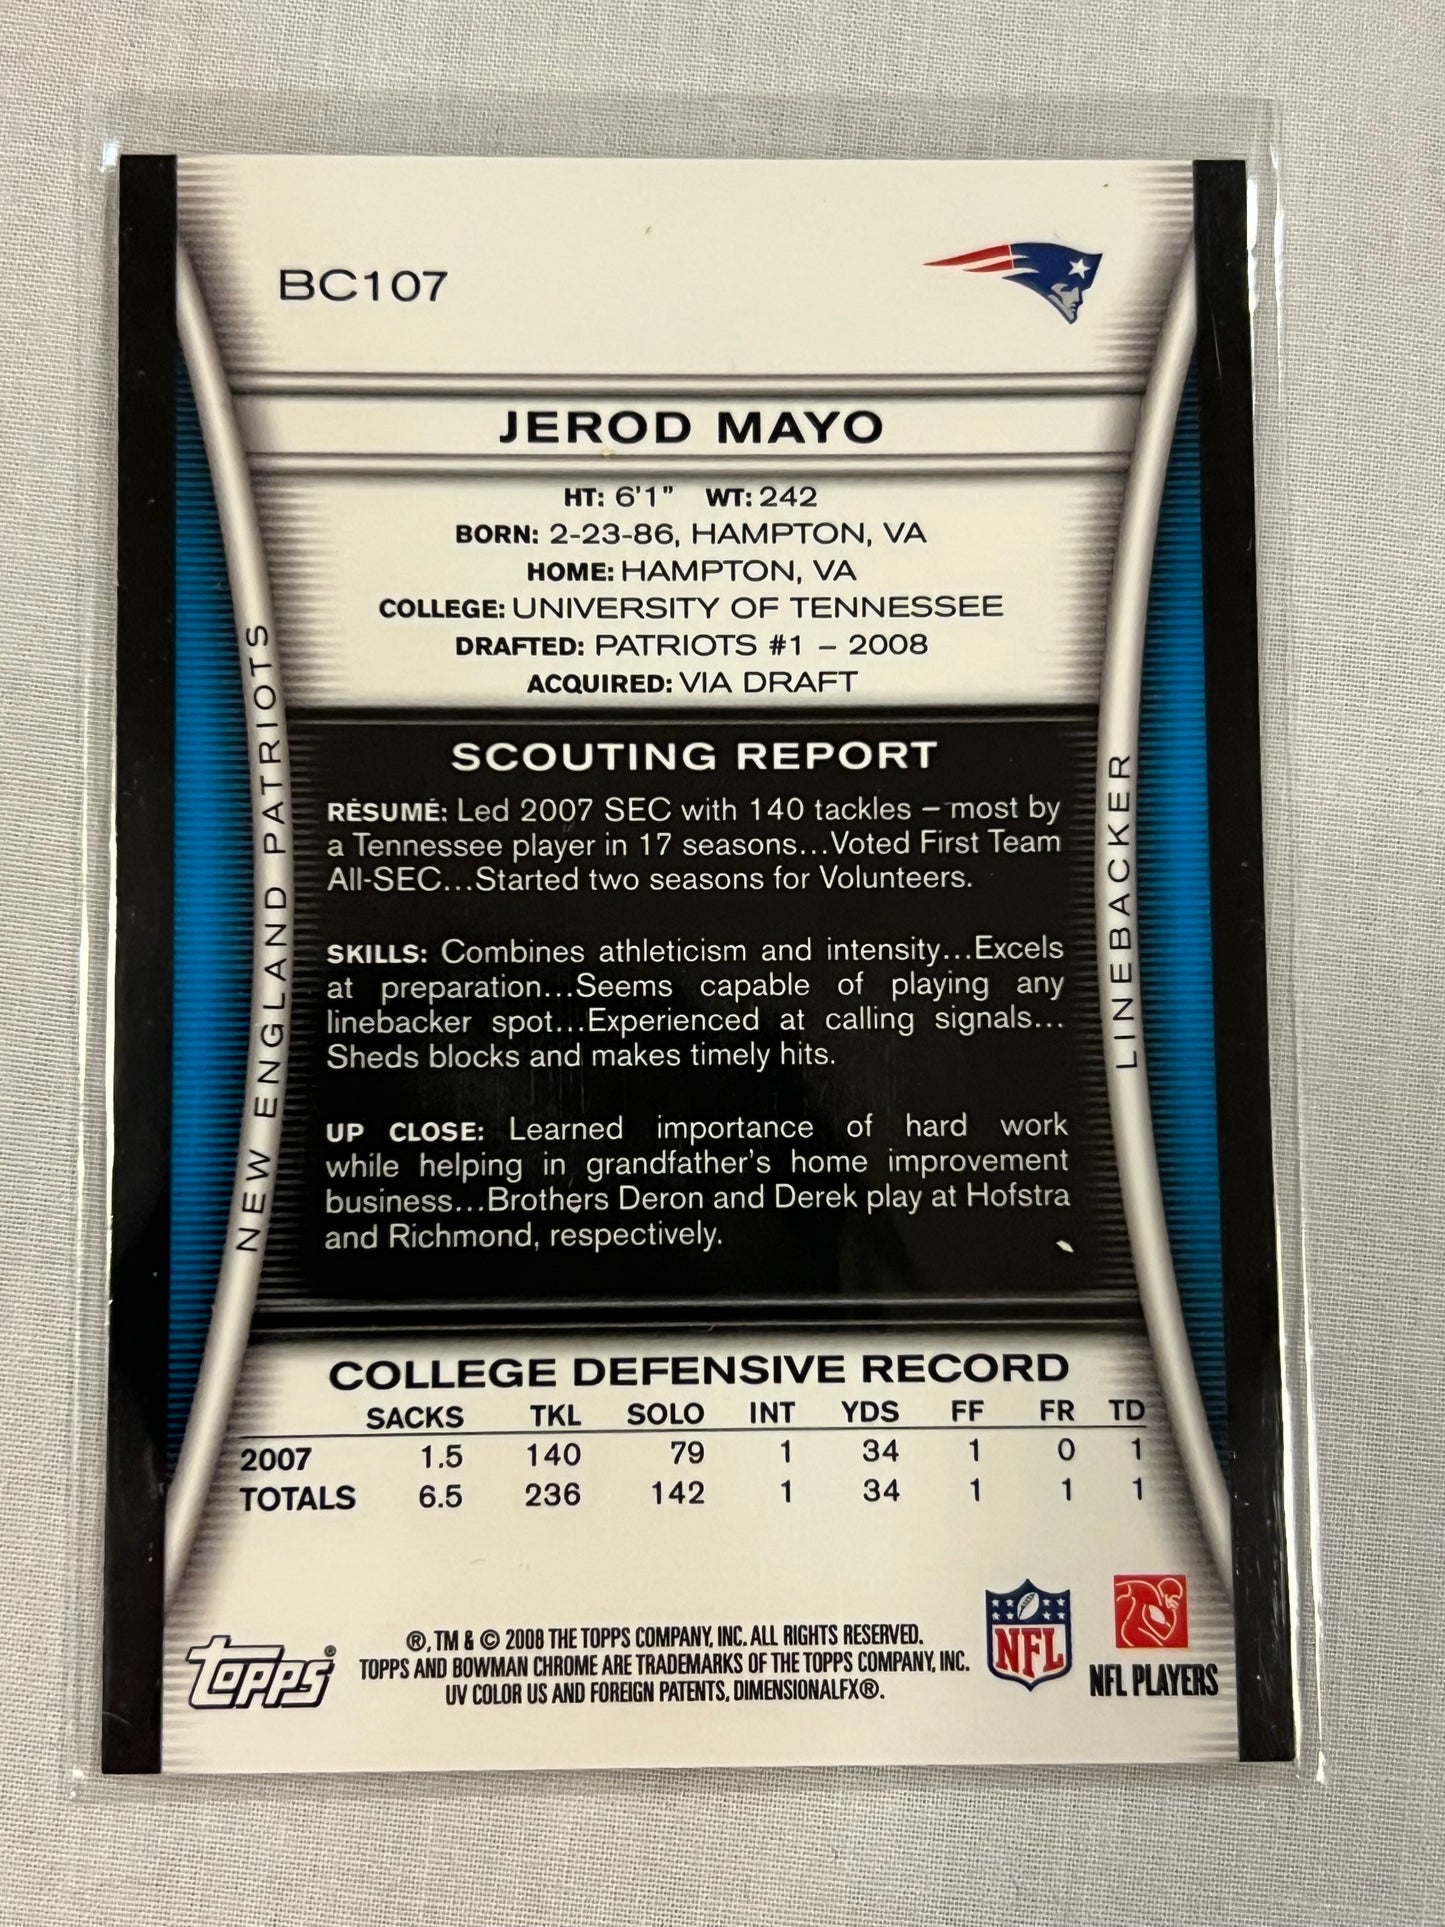 BC107
JEROD MAYO
HT: 6'1" WT: 242
BORN: 2-23-86, HAMPTON, VA
HOME: HAMPTON, VA
COLLEGE: UNIVERSITY OF TENNESSEE
DRAFTED: PATRIOTS #1 – 2008
ACQUIRED: VIA DRAFT
NEW ENGLAND PATRIOTS
LINEBACKER
SCOUTING REPORT
RÉSUMÉ: Led 2007 SEC with 140 tackles – most by
a Tennessee player in 17 seasons...Voted First Team
All-SEC...Started two seasons for Volunteers.
SKILLS: Combines athleticism and intensity...Excels
at preparation...Seems capable of playing any
linebacker spot...Experienced at calling signals...
Sheds blocks and makes timely hits.
UP CLOSE: Learned importance of hard work
while helping in grandfather's home improvement
business...Brothers Deron and Derek play at Hofstra
and Richmond, respectively.
COLLEGE DEFENSIVE RECORD
SACKS TKL SOLO INT YDS FF FR TD
2007 1.5 140 79 1 34 1 0 1
TOTALS 6.5 236 142 1 34 1 1 1
Topps®
®, TM & © 2008 THE TOPPS COMPANY, INC. ALL RIGHTS RESERVED.
TOPPS AND BOWMAN CHROME ARE TRADEMARKS OF THE TOPPS COMPANY, INC.
UV COLOR US AND FOREIGN PATENTS, DIMENSIONALFX®.
NFL
NFL PLAYERS